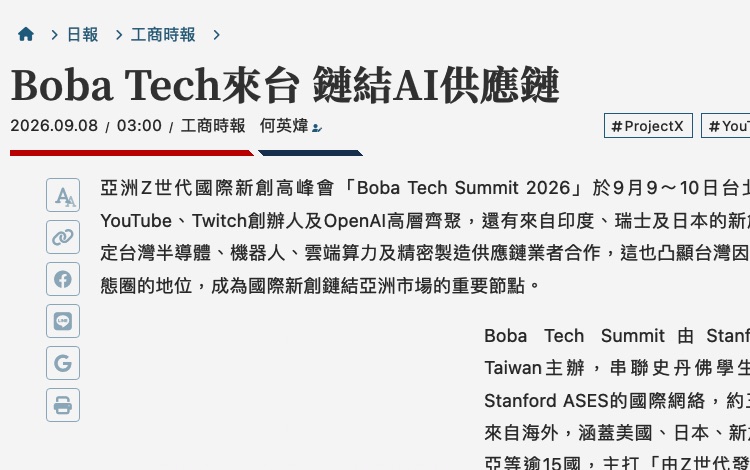 日報 工商時報
Boba Tech來台 鏈結AI供應鏈
2026.09.08 / 03:00 / 工商時報 何英煒
#ProjectX #YouT
亞洲Z世代國際新創高峰會「Boba Tech Summit 2026」於9月9～10日台北
YouTube、Twitch創辦人及OpenAI高層齊聚，還有來自印度、瑞士及日本的新創
定台灣半導體、機器人、雲端算力及精密製造供應鏈業者合作，這也凸顯台灣因
態圈的地位，成為國際新創鏈結亞洲市場的重要節點。
Boba Tech Summit 由 Stanf
Taiwan主辦，串聯史丹佛學生
Stanford ASES的國際網絡，約三
來自海外，涵蓋美國、日本、新加
亞等逾15國，主打「由Z世代發